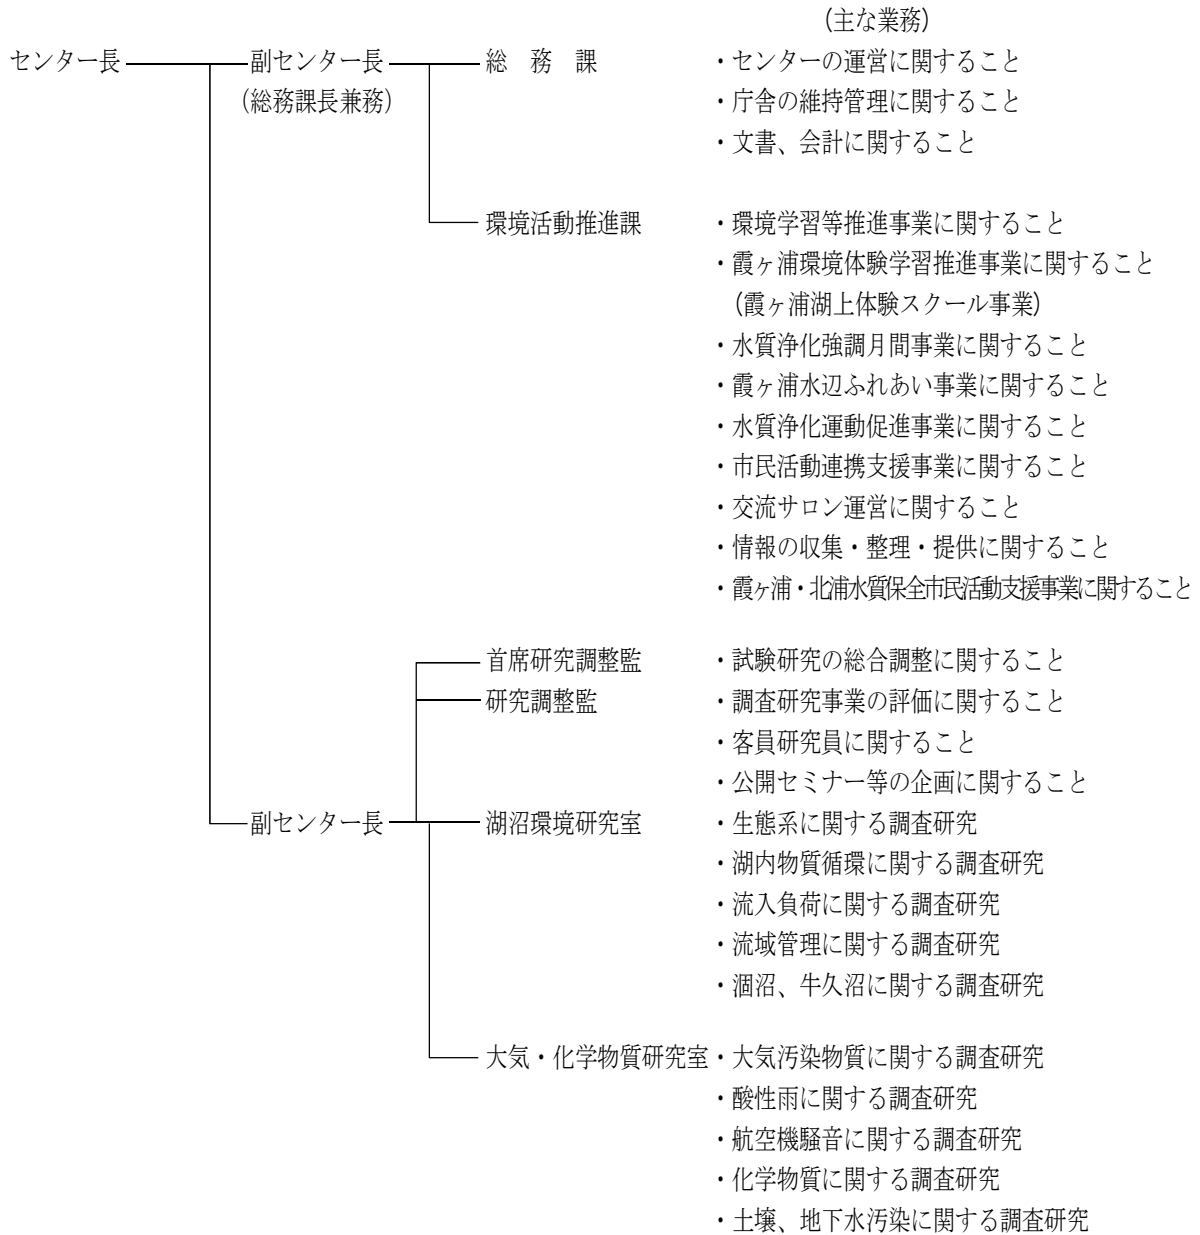 (主な業務)
センター長 副センター長 総　務　課 ・センターの運営に関すること
(総務課長兼務) ・庁舎の維持管理に関すること
・文書、会計に関すること
環境活動推進課 ・環境学習等推進事業に関すること
・霞ヶ浦環境体験学習推進事業に関すること
(霞ヶ浦湖上体験スクール事業)
・水質浄化強調月間事業に関すること
・霞ヶ浦水辺ふれあい事業に関すること
・水質浄化運動促進事業に関すること
・市民活動連携支援事業に関すること
・交流サロン運営に関すること
・情報の収集・整理・提供に関すること
・霞ヶ浦・北浦水質保全市民活動支援事業に関すること
首席研究調整監 ・試験研究の総合調整に関すること
研究調整監 ・調査研究事業の評価に関すること
・客員研究員に関すること
・公開セミナー等の企画に関すること
副センター長 湖沼環境研究室 ・生態系に関する調査研究
・湖内物質循環に関する調査研究
・流入負荷に関する調査研究
・流域管理に関する調査研究
・涸沼、牛久沼に関する調査研究
大気・化学物質研究室 ・大気汚染物質に関する調査研究
・酸性雨に関する調査研究
・航空機騒音に関する調査研究
・化学物質に関する調査研究
・土壌、地下水汚染に関する調査研究